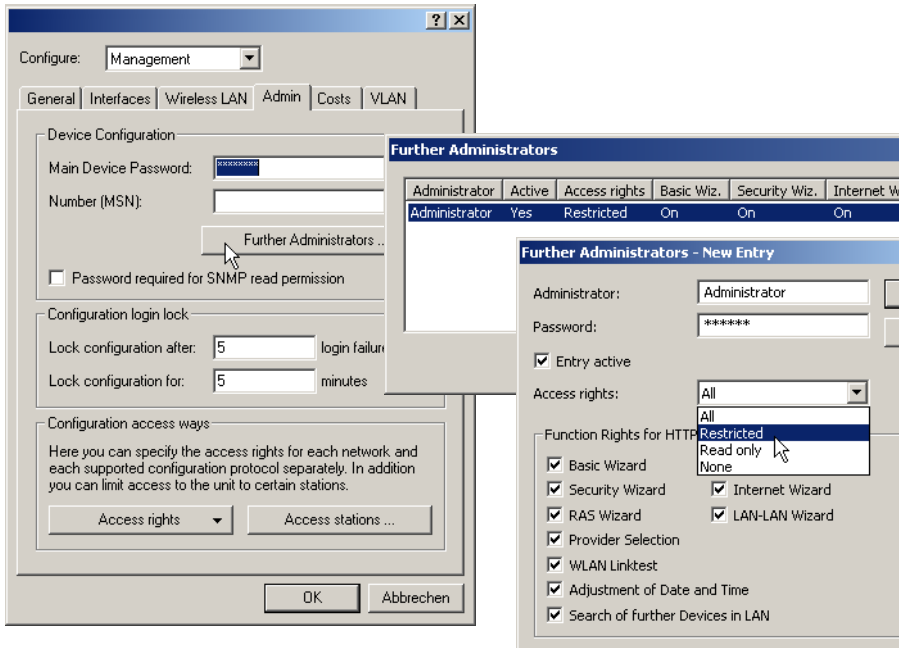 Configure: Management
General Interfaces Wireless LAN Admin Costs VLAN
Device Configuration
Main Device Password: ********
Number (MSN):
Further Administrators ..
Password required for SNMP read permission
Configuration login lock
Lock configuration after: 5 login failure
Lock configuration for: 5 minutes
Configuration access ways
Here you can specify the access rights for each network and
each supported configuration protocol separately. In addition
you can limit access to the unit to certain stations.
Access rights Access stations ...
OK Abbrechen
Further Administrators
Administrator Active Access rights Basic Wiz. Security Wiz. Internet W
Administrator Yes Restricted On On On
Further Administrators - New Entry
Administrator: Administrator
Password: ******
Entry active
Access rights: All
All
Restricted
Read only
None
Function Rights for HTTP
Basic Wizard
Security Wizard Internet Wizard
RAS Wizard LAN-LAN Wizard
Provider Selection
WLAN Linktest
Adjustment of Date and Time
Search of further Devices in LAN